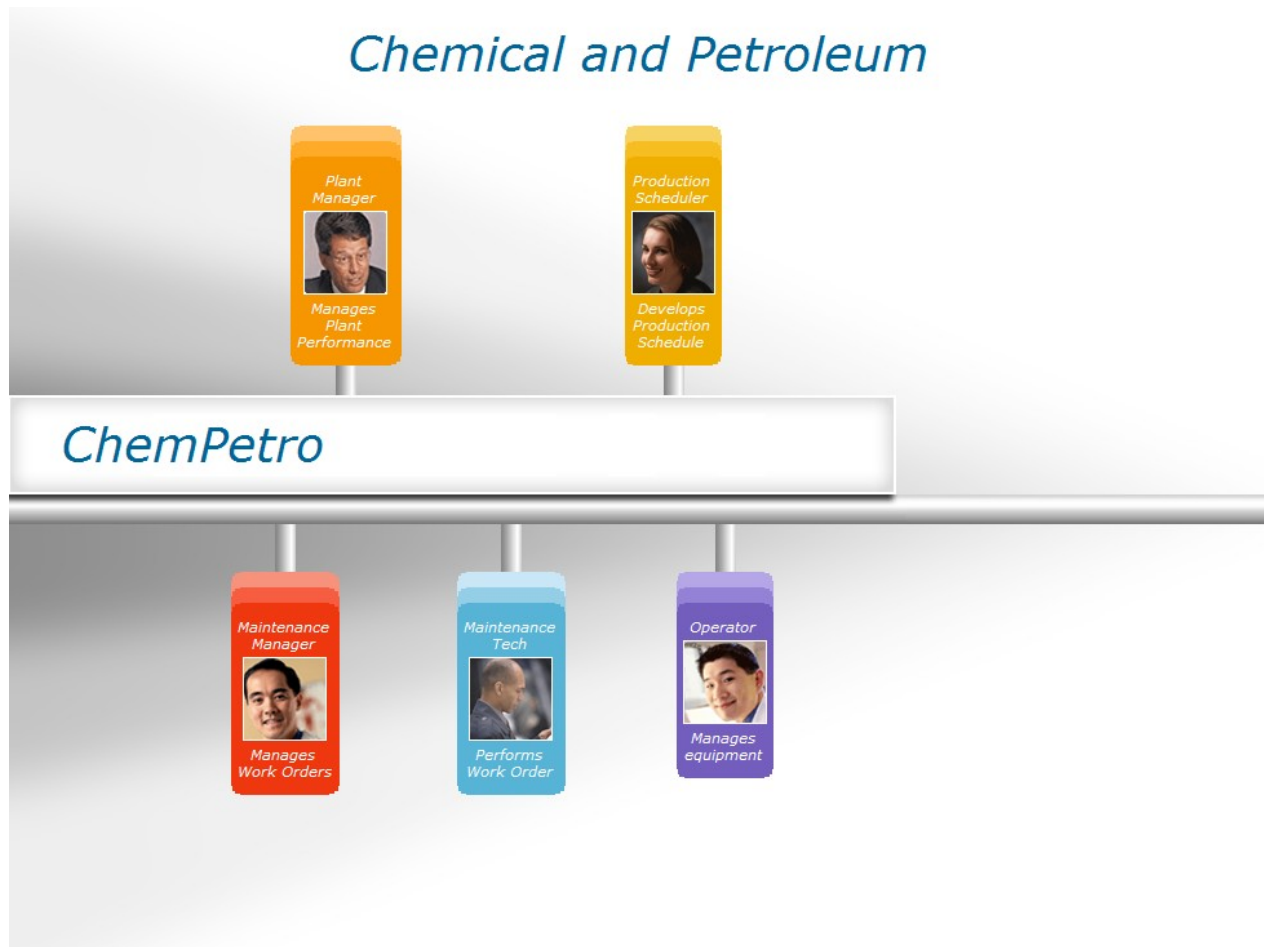 Chemical and Petroleum
Plant
Manager
Manages
Plant
Performance
Production
Scheduler
Develops
Production
Schedule
ChemPetro
Maintenance
Manager
Manages
Work Orders
Maintenance
Tech
Performs
Work Order
Operator
Manages
equipment